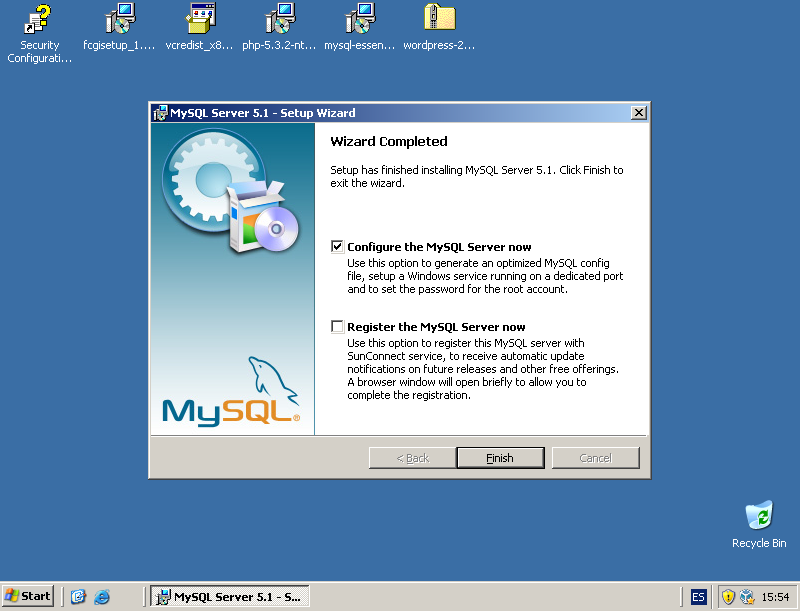 Security
Configurati...
fcgisetup_1....
vcredist_x8...
php-5.3.2-nt...
mysql-essen...
wordpress-2...
MySQL Server 5.1 - Setup Wizard
Wizard Completed
Setup has finished installing MySQL Server 5.1. Click Finish to
exit the wizard.
Configure the MySQL Server now
Use this option to generate an optimized MySQL config
file, setup a Windows service running on a dedicated port
and to set the password for the root account.
Register the MySQL Server now
Use this option to register this MySQL server with
SunConnect service, to receive automatic update
notifications on future releases and other free offerings.
A browser window will open briefly to allow you to
complete the registration.
MySQL®
< Back
Finish
Cancel
Recycle Bin
Start
MySQL Server 5.1 - S...
ES
15:54